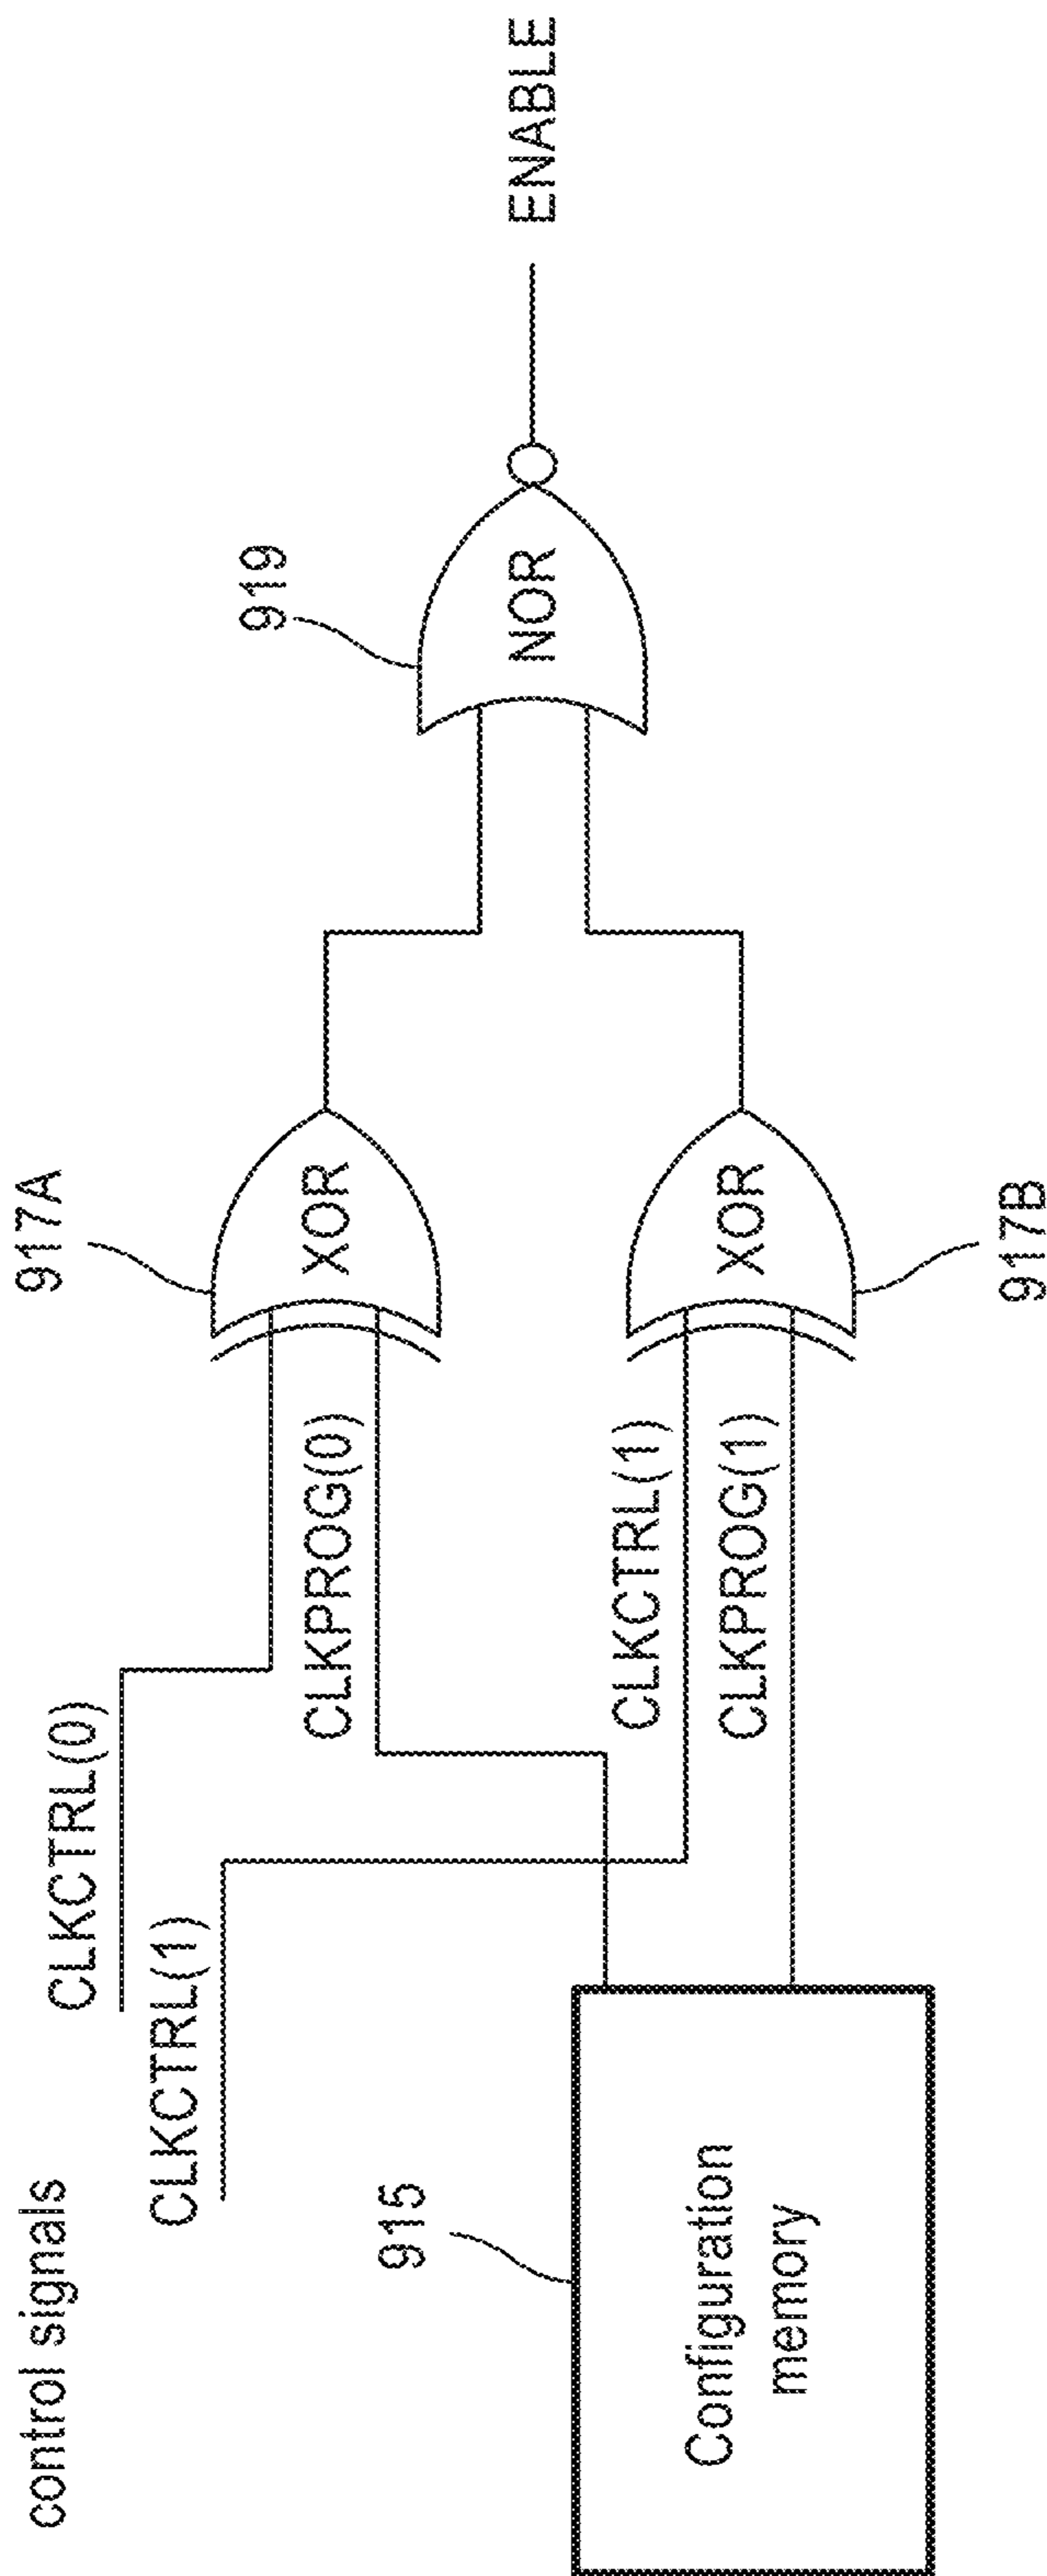 control signals
CLKCTRL(0)
CLKCTRL(1)
917A
XOR
CLKPROG(0)
919
NOR
ENABLE
915
Configuration
memory
CLKCTRL(1)
CLKPROG(1)
XOR
917B